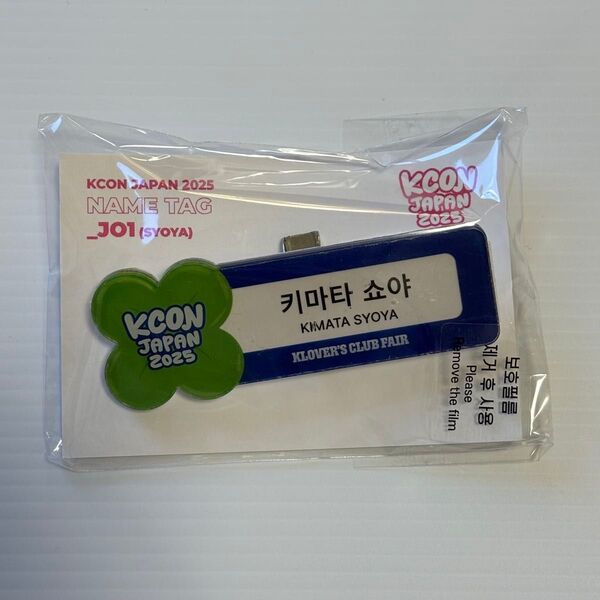 KCON JAPAN 2025
NAME TAG
_JO1 (SYOYA)
KCON
JAPAN
2025
KCON
JAPAN
2025
키마타 쇼야
KIMATA SYOYA
KLOVER'S CLUB FAIR
보호필름
제거 후 사용
Please
Remove the film